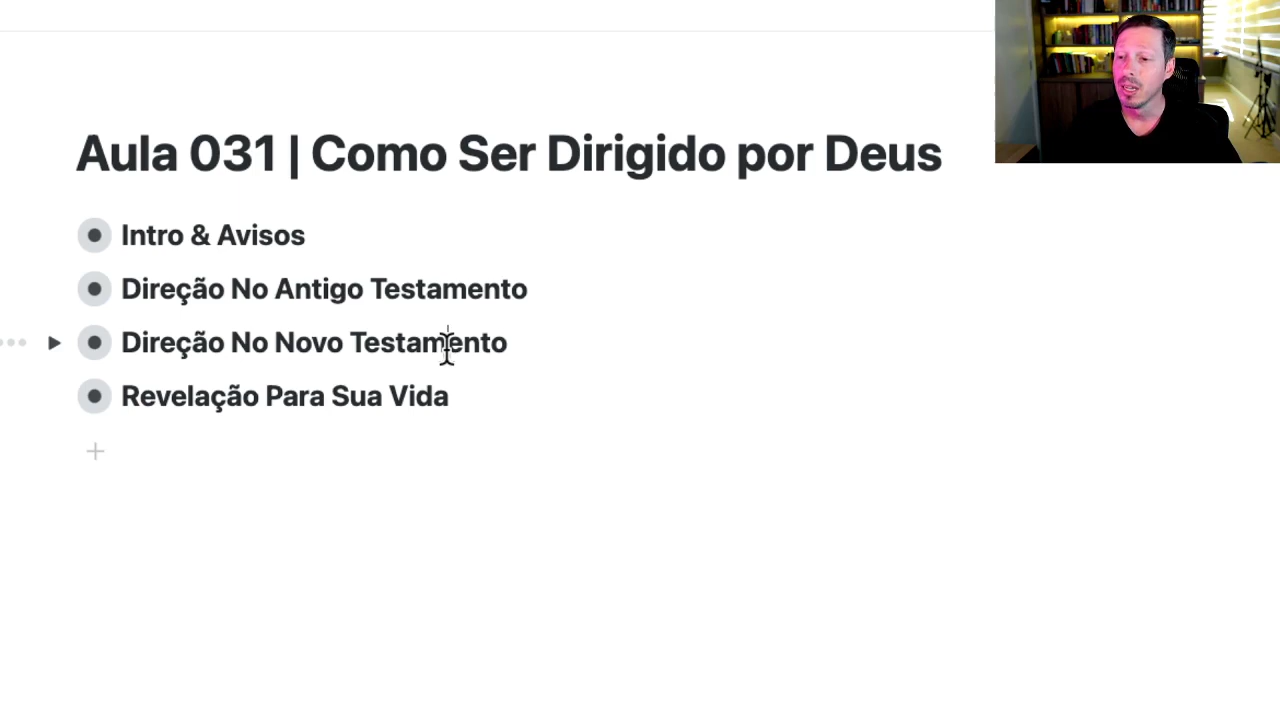 Aula 031 | Como Ser Dirigido por Deus
Intro & Avisos
Direção No Antigo Testamento
Direção No Novo Testamento
Revelação Para Sua Vida